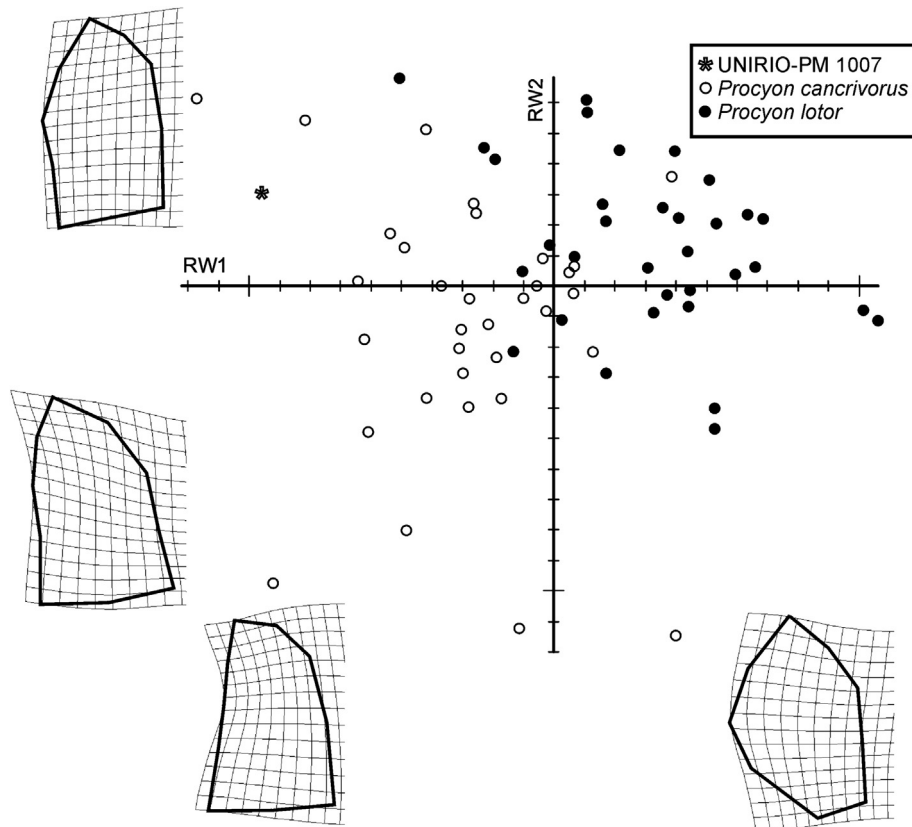 * UNIRIO-PM 1007
○ Procyon cancrivorus
● Procyon lotor
RW2
RW1